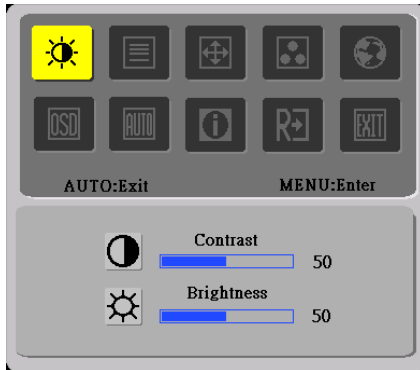 OSD AUTO R EXIT
AUTO:Exit MENU:Enter
Contrast
50
Brightness
50